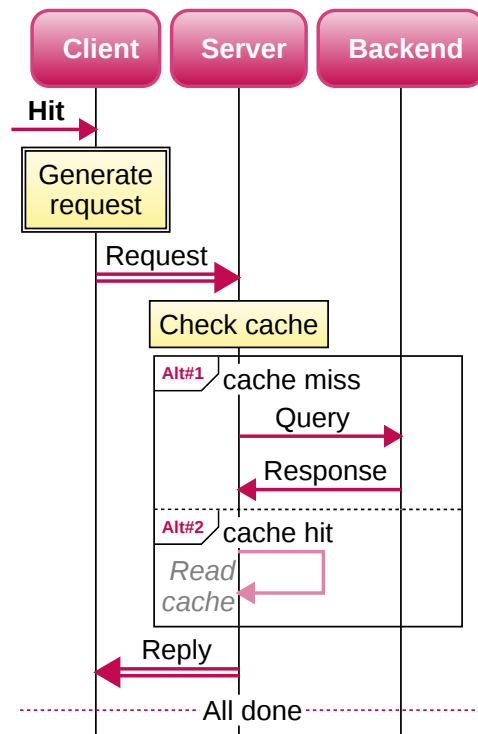 Client Server Backend
Hit
Generate
request
Request
Check cache
Alt#1 cache miss
Query
Response
Alt#2 cache hit
Read
cache
Reply
All done